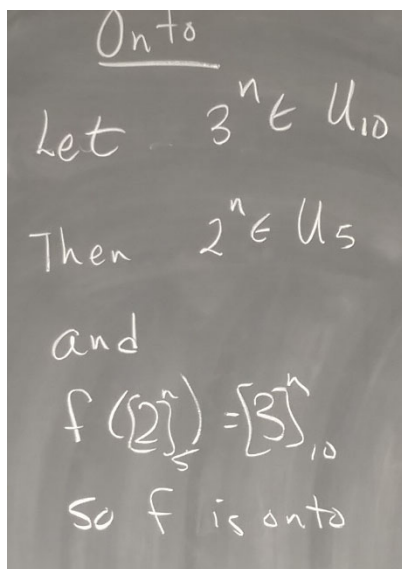 Onto
Let 3ⁿ ∈ U₁₀
Then 2ⁿ ∈ U₅
and
f([2]ⁿ₅) = [3]ⁿ₁₀
so f is onto